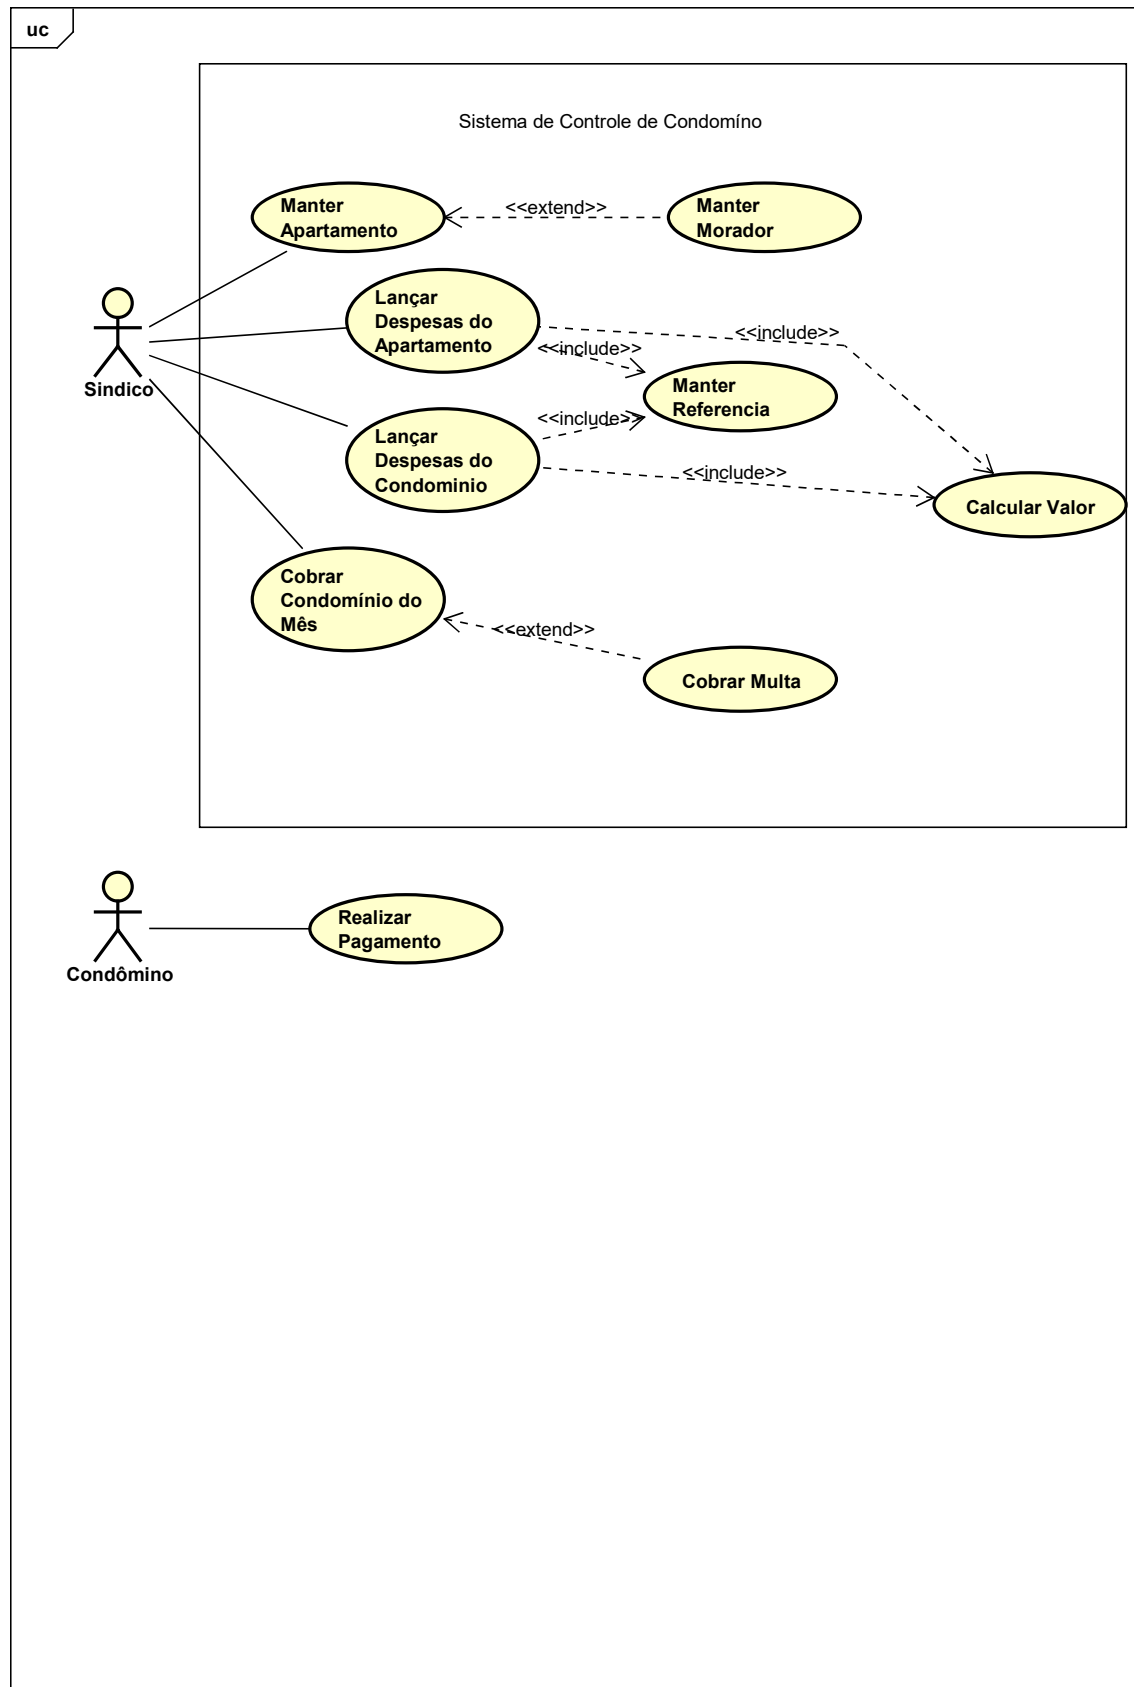 uc
Sistema de Controle de Condomíno
Manter
Apartamento
<<extend>>
Manter
Morador
Lançar
Despesas do
Apartamento
<<include>>
<<include>>
Sindico
Manter
Referencia
Lançar
Despesas do
Condominio
<<include>>
<<include>>
Calcular Valor
Cobrar
Condomínio do
Mês
<<extend>>
Cobrar Multa
Realizar
Pagamento
Condômino